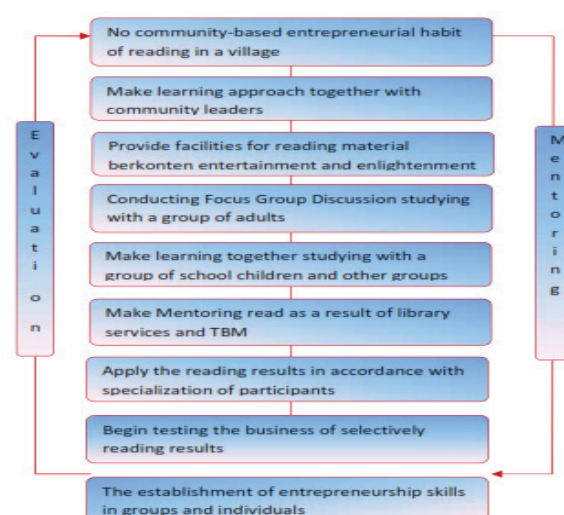 No community-based entrepreneurial habit
of reading in a village
Make learning approach together with
community leaders
Provide facilities for reading material
berkonten entertainment and enlightenment
Conducting Focus Group Discussion studying
with a group of adults
Make learning together studying with a
group of school children and other groups
Make Mentoring read as a result of library
services and TBM
Apply the reading results in accordance with
specialization of participants
Begin testing the business of selectively
reading results
The establishment of entrepreneurship skills
in groups and individuals
Evaluation
Mentoring